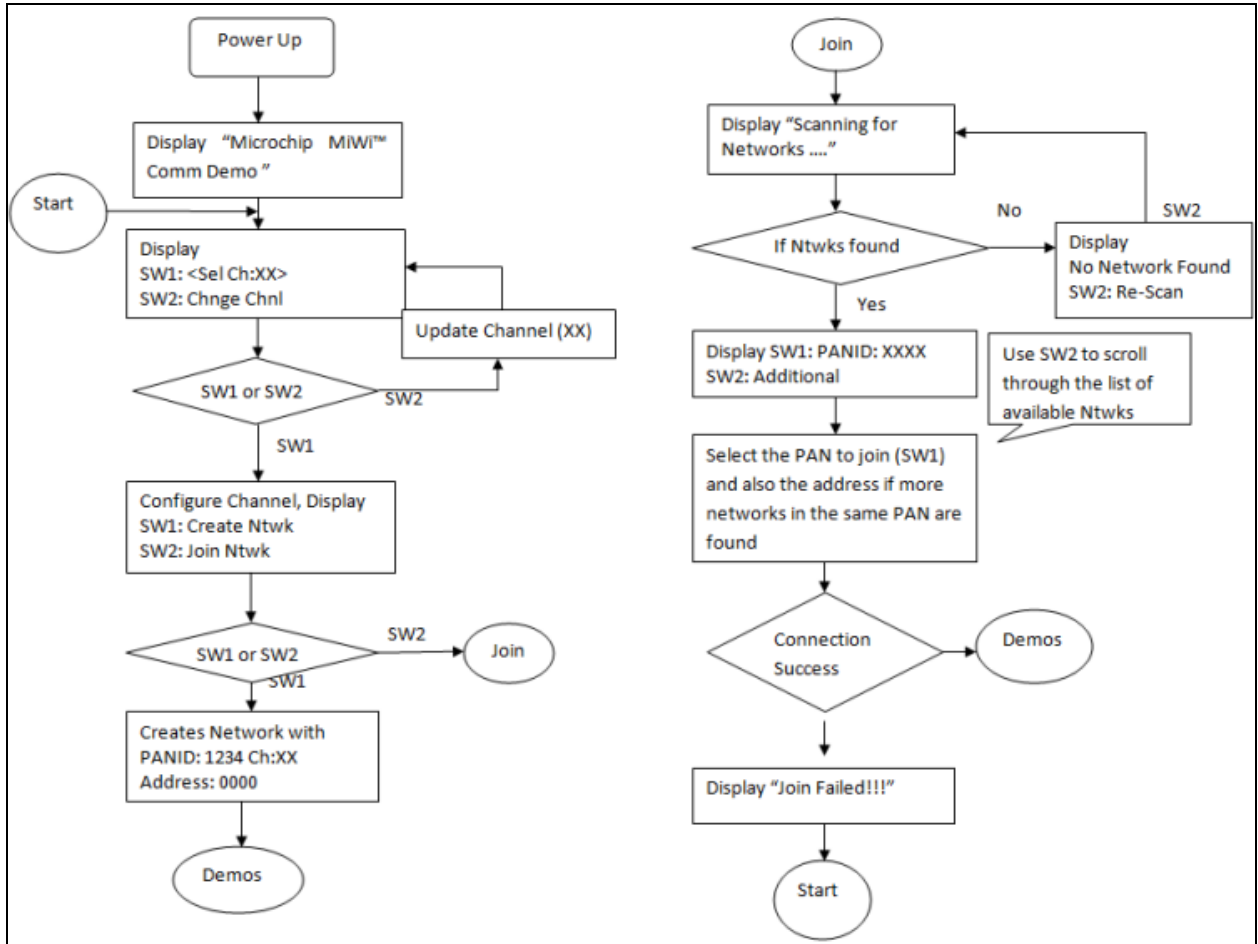 Power Up
Display “Microchip MiWi™
Comm Demo ”
Start
Display
SW1: <Sel Ch:XX>
SW2: Chnge Chnl
Update Channel (XX)
SW1 or SW2
SW2
SW1
Configure Channel, Display
SW1: Create Ntwk
SW2: Join Ntwk
SW1 or SW2
SW2
Join
SW1
Creates Network with
PANID: 1234 Ch:XX
Address: 0000
Demos
Join
Display “Scanning for
Networks ....”
If Ntwks found
No
SW2
Display
No Network Found
SW2: Re-Scan
Yes
Display SW1: PANID: XXXX
SW2: Additional
Use SW2 to scroll
through the list of
available Ntwks
Select the PAN to join (SW1)
and also the address if more
networks in the same PAN are
found
Connection
Success
Demos
Display “Join Failed!!!”
Start